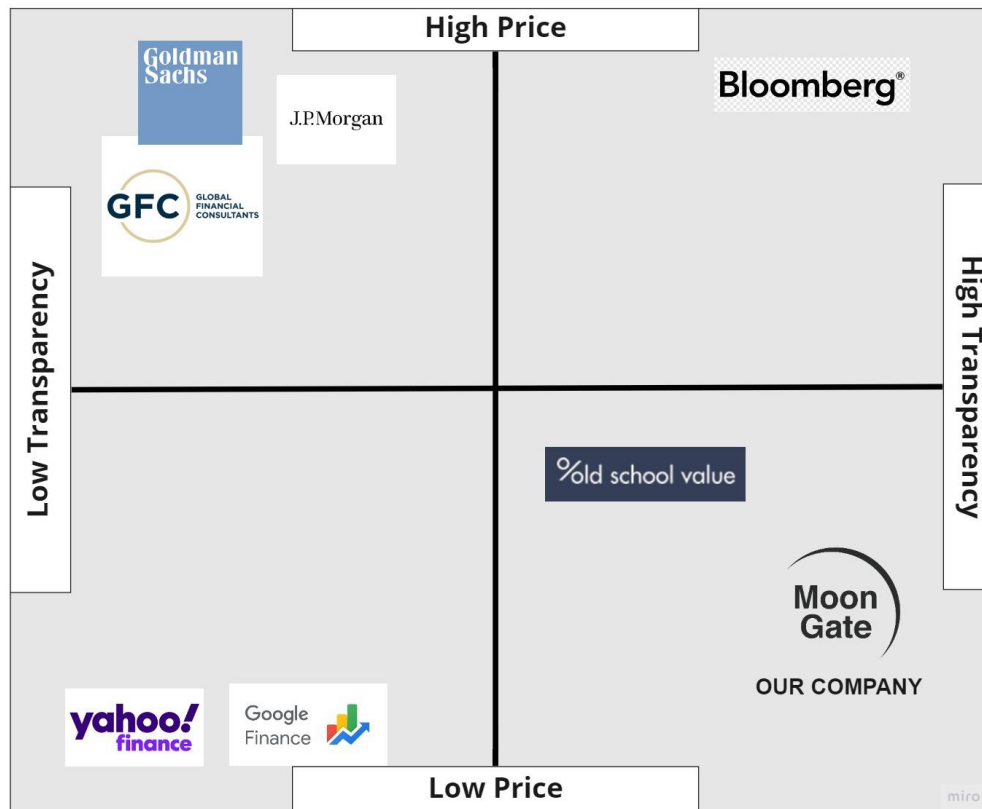 High Price
Goldman
Sachs
J.P.Morgan
Bloomberg®
GFC
GLOBAL
FINANCIAL
CONSULTANTS
Low Transparency
High Transparency
%old school value
Moon
Gate
OUR COMPANY
yahoo!
finance
Google
Finance
Low Price
miro